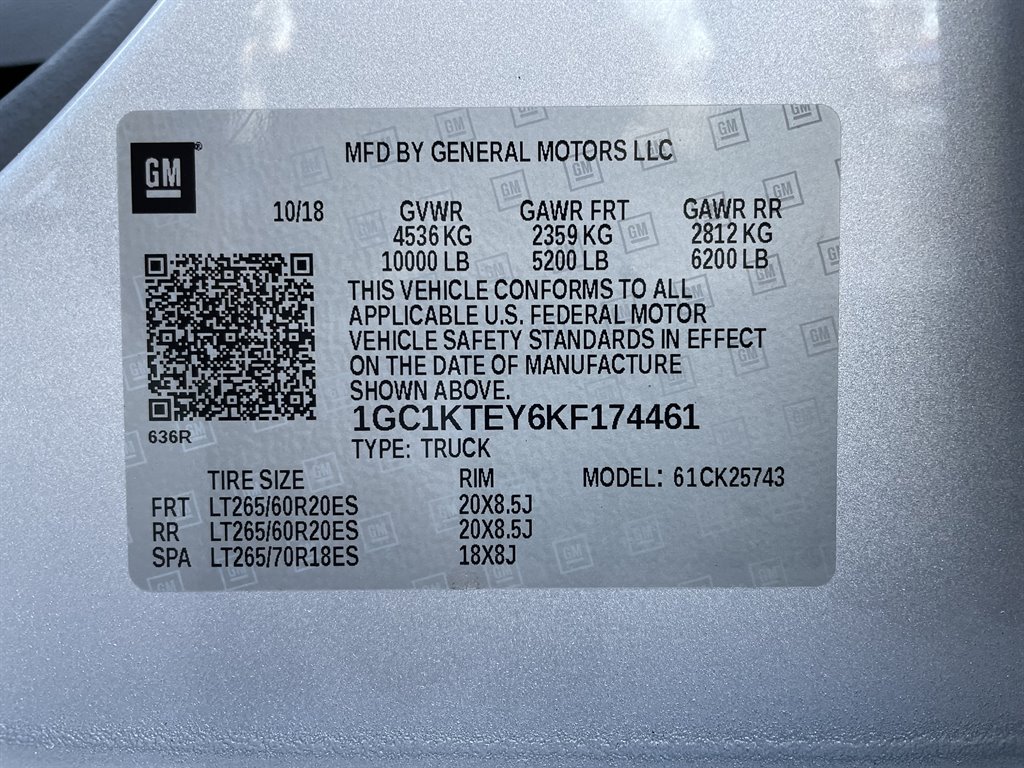 GM®
MFD BY GENERAL MOTORS LLC
10/18 GVWR GAWR FRT GAWR RR
4536 KG 2359 KG 2812 KG
10000 LB 5200 LB 6200 LB
THIS VEHICLE CONFORMS TO ALL
APPLICABLE U.S. FEDERAL MOTOR
VEHICLE SAFETY STANDARDS IN EFFECT
ON THE DATE OF MANUFACTURE
SHOWN ABOVE.
1GC1KTEY6KF174461
636R
TYPE: TRUCK
TIRE SIZE RIM MODEL: 61CK25743
FRT LT265/60R20ES 20X8.5J
RR LT265/60R20ES 20X8.5J
SPA LT265/70R18ES 18X8J